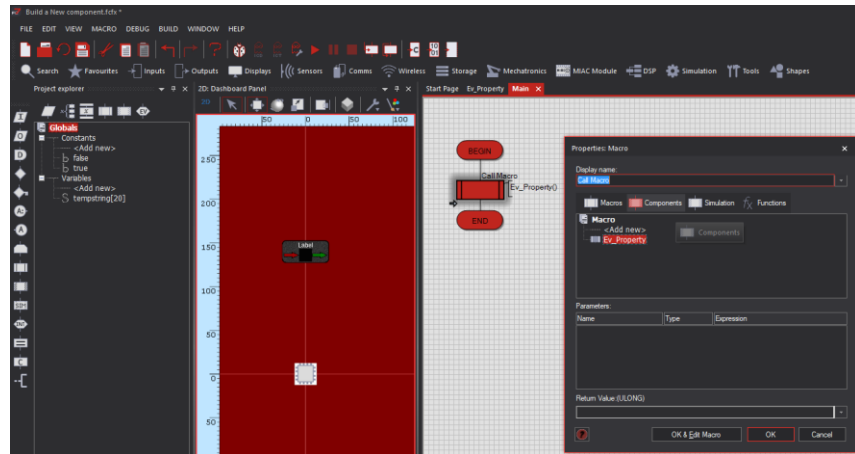 Build a New component.fcfx *
FILE EDIT VIEW MACRO DEBUG BUILD WINDOW HELP
Search Favourites Inputs Outputs Displays Sensors Comms Wireless Storage Mechatronics MIAC Module DSP Simulation Tools Shapes
Project explorer
Globals
Constants
<Add new>
false
true
Variables
<Add new>
tempstring[20]
2D: Dashboard Panel
2D
50 0 50 100
250
200
150
100
50
0
50
Label
Start Page Ev_Property Main X
BEGIN
Call Macro
Ev_Property()
END
Properties: Macro
Display name:
Call Macro
Macros Components Simulation Functions
Macro
<Add new>
Ev_Property
Components
Parameters:
Name Type Expression
Return Value (ULONG)
OK & Edit Macro OK Cancel